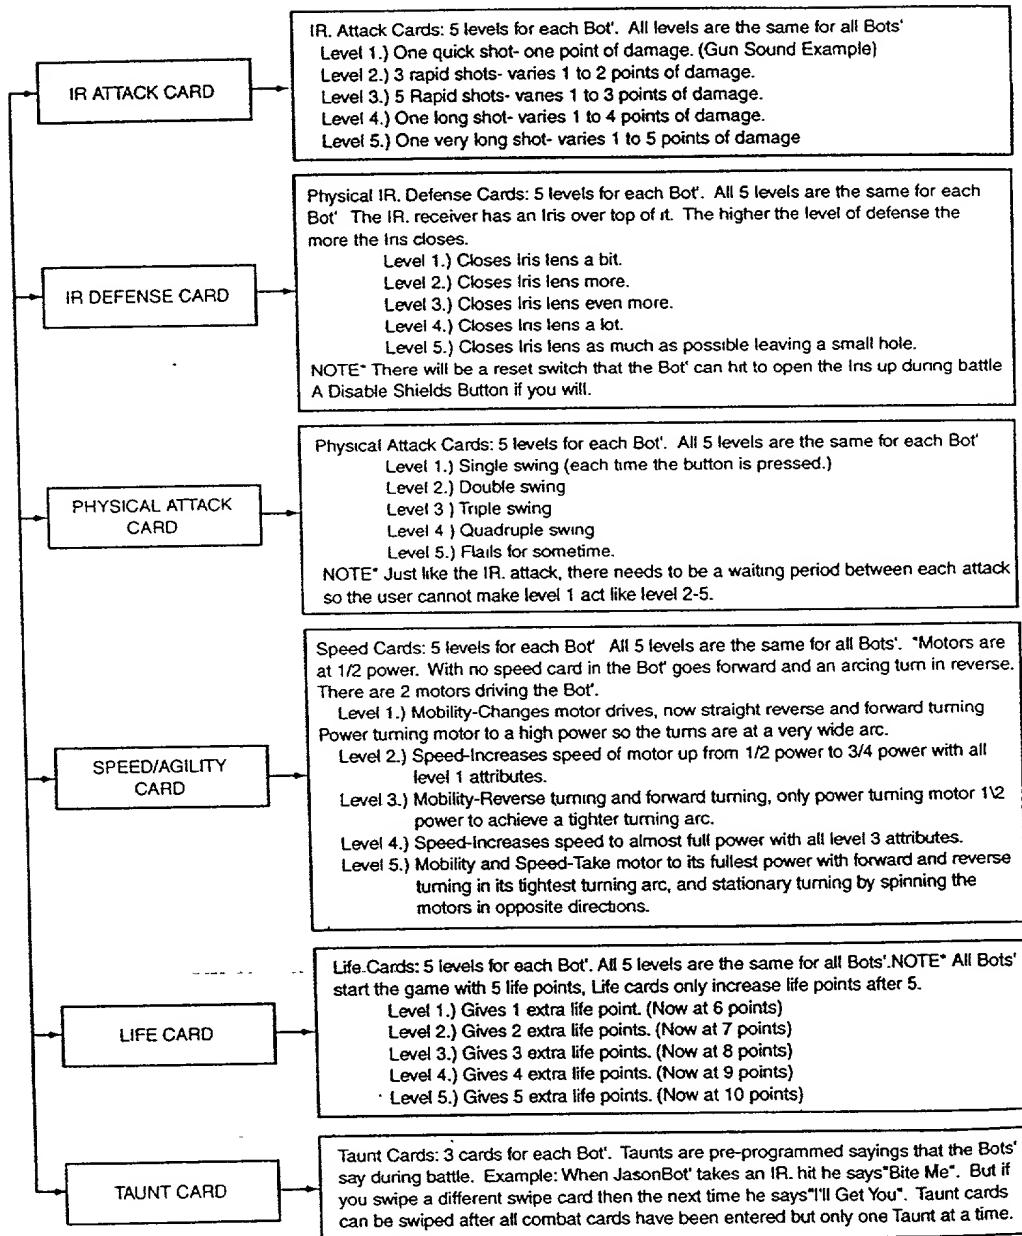 IR ATTACK CARD
IR. Attack Cards: 5 levels for each Bot'. All levels are the same for all Bots'
Level 1.) One quick shot- one point of damage. (Gun Sound Example)
Level 2.) 3 rapid shots- varies 1 to 2 points of damage.
Level 3.) 5 Rapid shots- vanes 1 to 3 points of damage.
Level 4.) One long shot- varies 1 to 4 points of damage.
Level 5.) One very long shot- varies 1 to 5 points of damage
IR DEFENSE CARD
Physical IR. Defense Cards: 5 levels for each Bot'. All 5 levels are the same for each
Bot' The IR. receiver has an Iris over top of it. The higher the level of defense the
more the Iris closes.
Level 1.) Closes Iris lens a bit.
Level 2.) Closes Iris lens more.
Level 3.) Closes Iris lens even more.
Level 4.) Closes Iris lens a lot.
Level 5.) Closes Iris lens as much as possible leaving a small hole.
NOTE* There will be a reset switch that the Bot' can hit to open the Iris up during battle
A Disable Shields Button if you will.
PHYSICAL ATTACK
CARD
Physical Attack Cards: 5 levels for each Bot'. All 5 levels are the same for each Bot'
Level 1.) Single swing (each time the button is pressed.)
Level 2.) Double swing
Level 3 ) Triple swing
Level 4 ) Quadruple swing
Level 5.) Flails for sometime.
NOTE* Just like the IR. attack, there needs to be a waiting period between each attack
so the user cannot make level 1 act like level 2-5.
SPEED/AGILITY
CARD
Speed Cards: 5 levels for each Bot' All 5 levels are the same for all Bots'. *Motors are
at 1/2 power. With no speed card in the Bot' goes forward and an arcing turn in reverse.
There are 2 motors driving the Bot'.
Level 1.) Mobility-Changes motor drives, now straight reverse and forward turning
Power turning motor to a high power so the turns are at a very wide arc.
Level 2.) Speed-Increases speed of motor up from 1/2 power to 3/4 power with all
level 1 attributes.
Level 3.) Mobility-Reverse turning and forward turning, only power turning motor 1\2
power to achieve a tighter turning arc.
Level 4.) Speed-Increases speed to almost full power with all level 3 attributes.
Level 5.) Mobility and Speed-Take motor to its fullest power with forward and reverse
turning in its tightest turning arc, and stationary turning by spinning the
motors in opposite directions.
LIFE CARD
Life Cards: 5 levels for each Bot'. All 5 levels are the same for all Bots'.NOTE* All Bots'
start the game with 5 life points, Life cards only increase life points after 5.
Level 1.) Gives 1 extra life point. (Now at 6 points)
Level 2.) Gives 2 extra life points. (Now at 7 points)
Level 3.) Gives 3 extra life points. (Now at 8 points)
Level 4.) Gives 4 extra life points. (Now at 9 points)
Level 5.) Gives 5 extra life points. (Now at 10 points)
TAUNT CARD
Taunt Cards: 3 cards for each Bot'. Taunts are pre-programmed sayings that the Bots'
say during battle. Example: When JasonBot' takes an IR. hit he says"Bite Me". But if
you swipe a different swipe card then the next time he says"I'll Get You". Taunt cards
can be swiped after all combat cards have been entered but only one Taunt at a time.